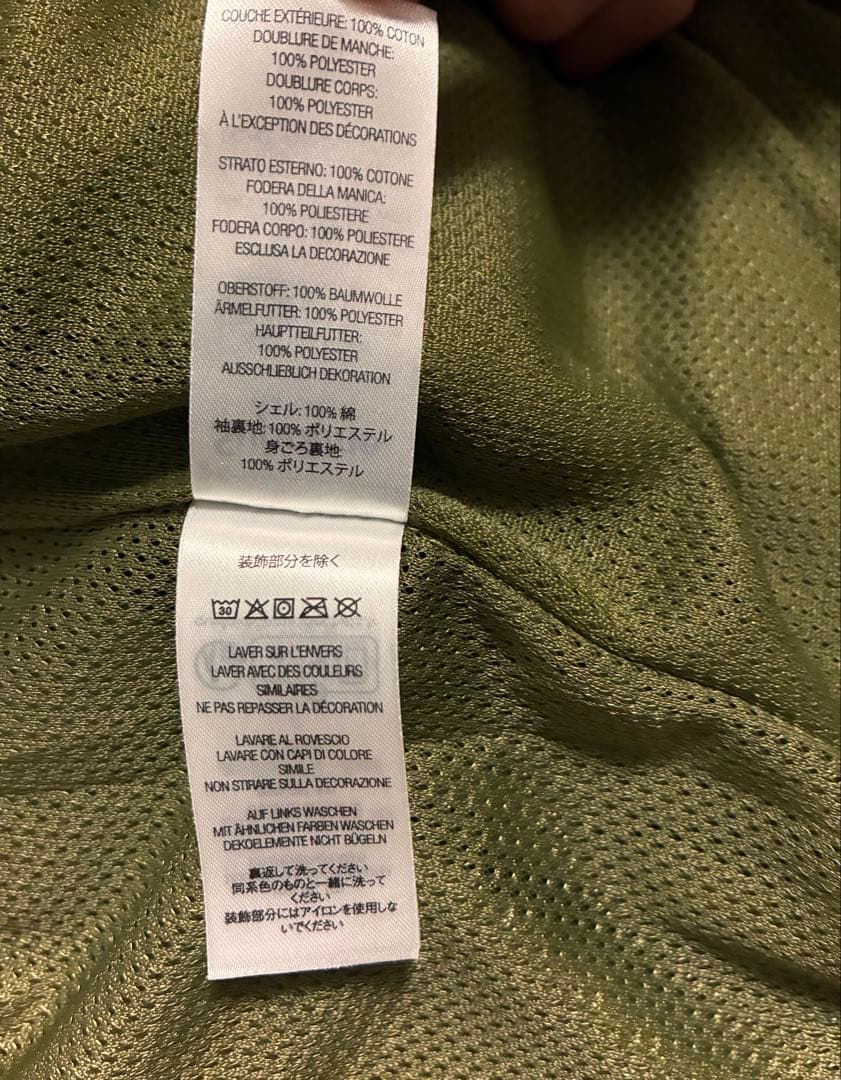 COUCHE EXTÉRIEURE: 100% COTON
DOUBLURE DE MANCHE:
100% POLYESTER
DOUBLURE CORPS:
100% POLYESTER
À L'EXCEPTION DES DÉCORATIONS
STRATO ESTERNO: 100% COTONE
FODERA DELLA MANICA:
100% POLIESTERE
FODERA CORPO: 100% POLIESTERE
ESCLUSA LA DECORAZIONE
OBERSTOFF: 100% BAUMWOLLE
ÄRMELFUTTER: 100% POLYESTER
HAUPTTEILFUTTER:
100% POLYESTER
AUSSCHLIEßLICH DEKORATION
シェル: 100% 綿
袖裏地: 100% ポリエステル
身ごろ裏地:
100% ポリエステル
装飾部分を除く
30
LAVER SUR L'ENVERS
LAVER AVEC DES COULEURS
SIMILAIRES
NE PAS REPASSER LA DÉCORATION
LAVARE AL ROVESCIO
LAVARE CON CAPI DI COLORE
SIMILE
NON STIRARE SULLA DECORAZIONE
AUF LINKS WASCHEN
MIT ÄHNLICHEN FARBEN WASCHEN
DEKOELEMENTE NICHT BÜGELN
裏返して洗ってください
同系色のものと一緒に洗って
ください
装飾部分にはアイロンを使用しな
いでください